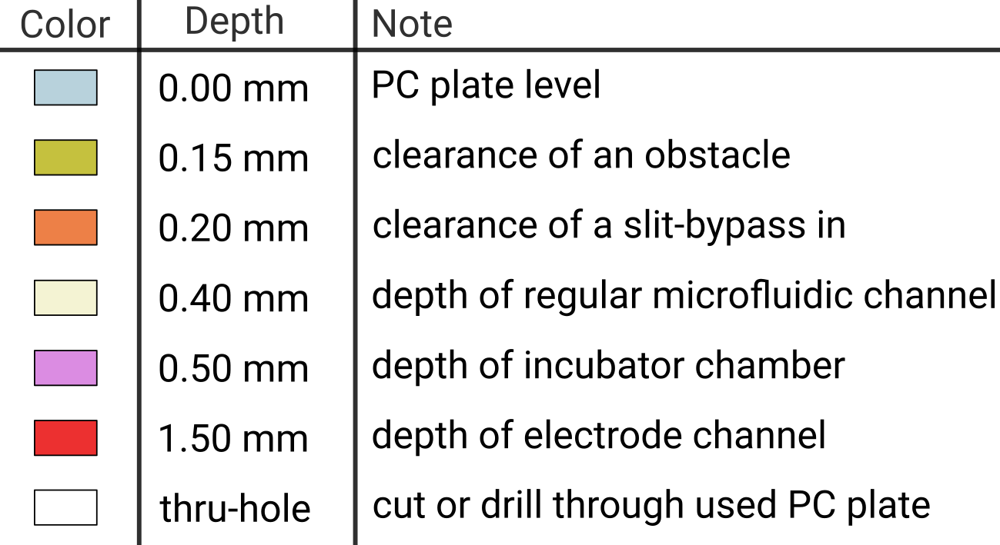 Color Depth Note
0.00 mm PC plate level
0.15 mm clearance of an obstacle
0.20 mm clearance of a slit-bypass in
0.40 mm depth of regular microfluidic channel
0.50 mm depth of incubator chamber
1.50 mm depth of electrode channel
thru-hole cut or drill through used PC plate